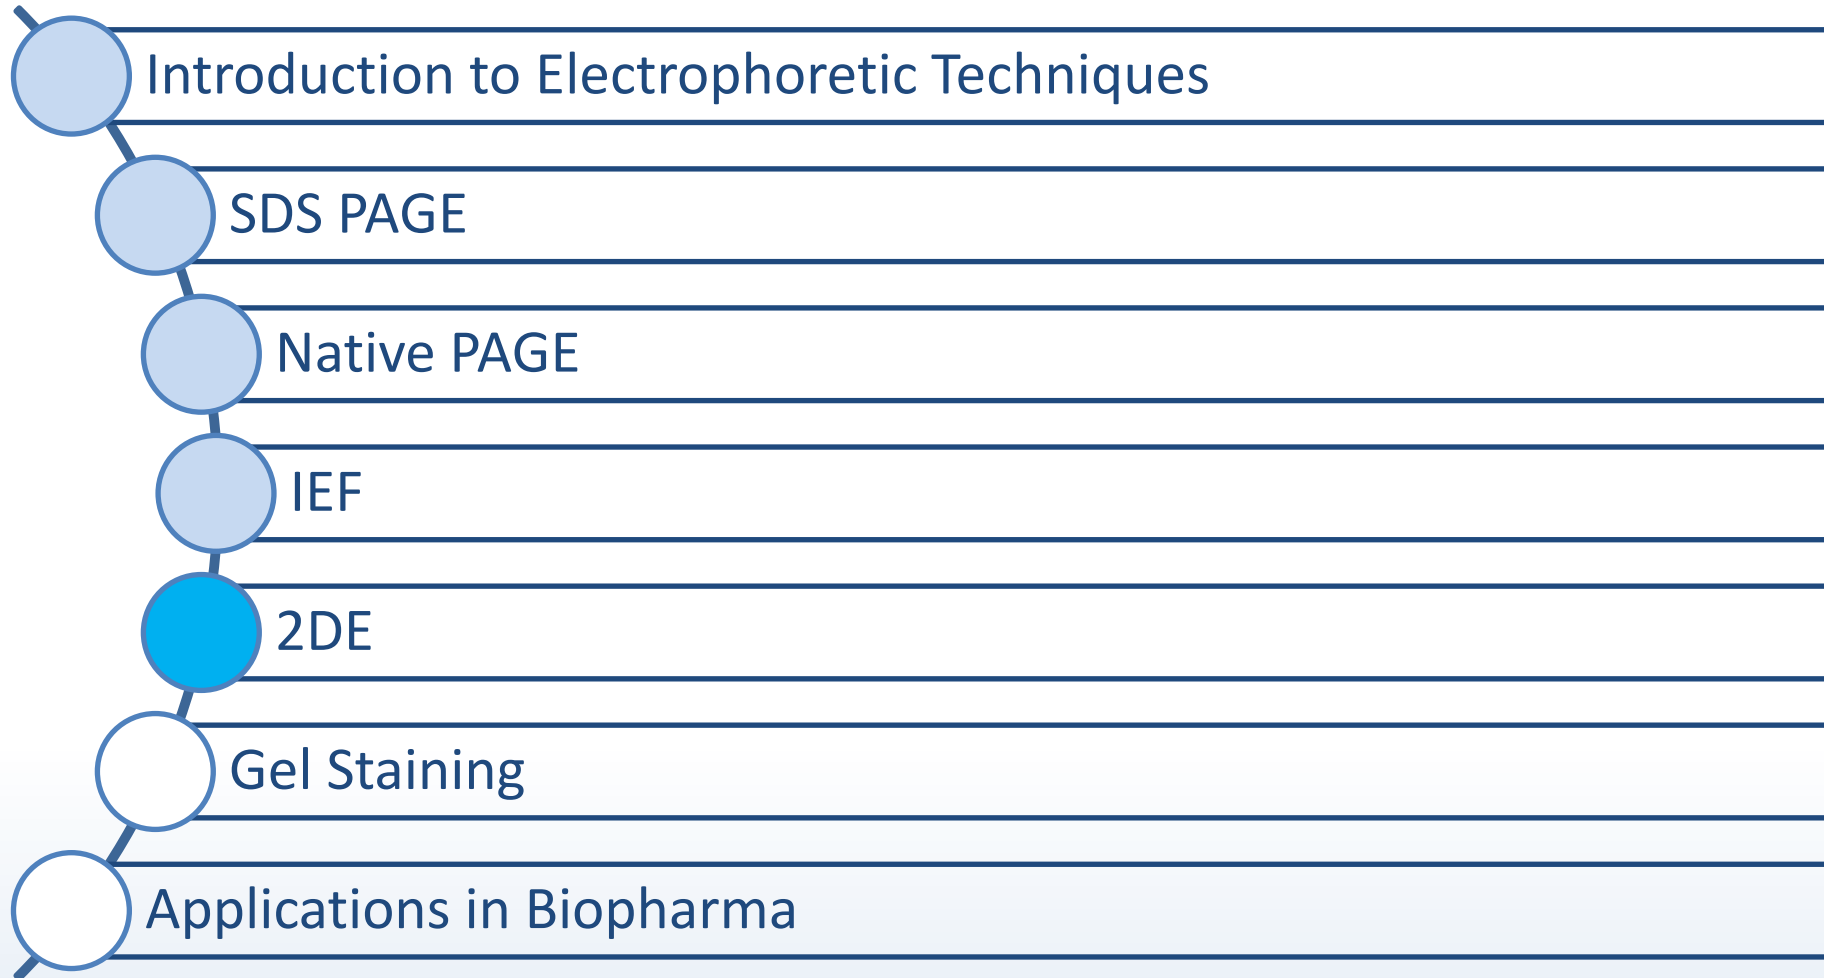 Introduction to Electrophoretic Techniques
SDS PAGE
Native PAGE
IEF
2DE
Gel Staining
Applications in Biopharma